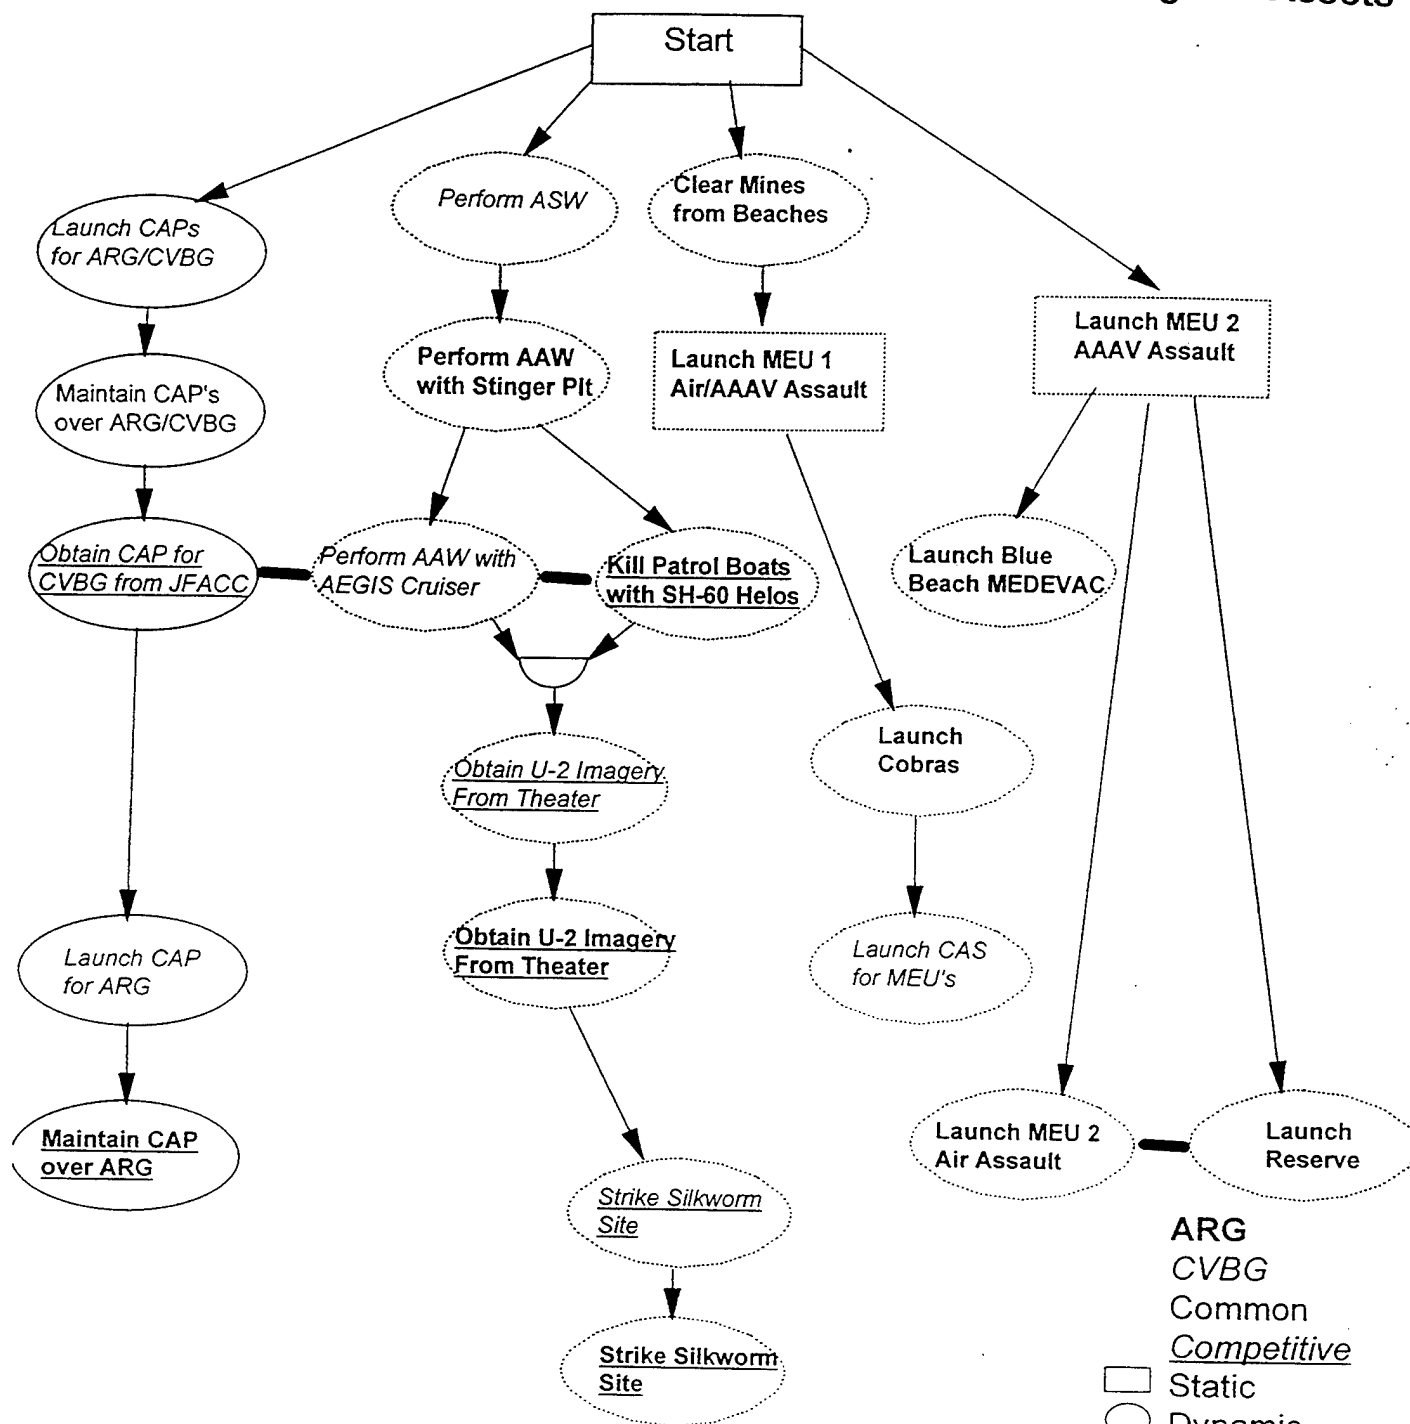 Start
Perform ASW
Clear Mines
from Beaches
Launch CAPs
for ARG/CVBG
Launch MEU 2
AAAV Assault
Perform AAW
with Stinger Plt
Launch MEU 1
Air/AAAV Assault
Maintain CAP's
over ARG/CVBG
Obtain CAP for
CVBG from JFACC
Perform AAW with
AEGIS Cruiser
Kill Patrol Boats
with SH-60 Helos
Launch Blue
Beach MEDEVAC
Launch
Cobras
Obtain U-2 Imagery
From Theater
Obtain U-2 Imagery
From Theater
Launch CAP
for ARG
Launch CAS
for MEU's
Maintain CAP
over ARG
Launch MEU 2
Air Assault
Launch
Reserve
Strike Silkworm
Site
Strike Silkworm
Site
ARG
CVBG
Common
Competitive
Static
Dynamic